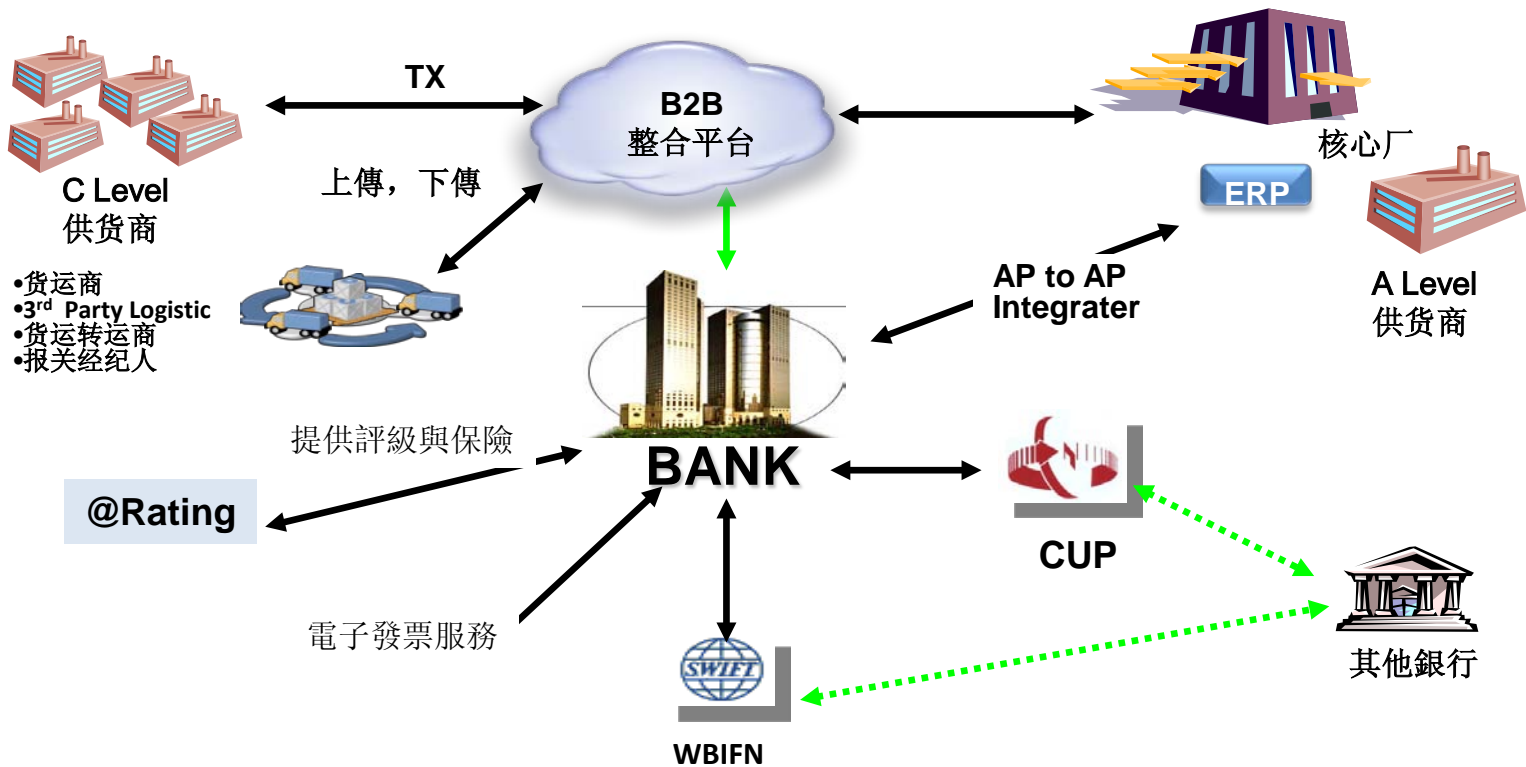 TX
B2B
整合平台
核心厂
ERP
C Level
供货商
上傳，下傳
•货运商
•3rd Party Logistic
•货运转运商
•报关经纪人
AP to AP
Integrater
A Level
供货商
提供評級與保險
BANK
@Rating
N
CUP
電子發票服務
SWIFT
WBIFN
其他銀行